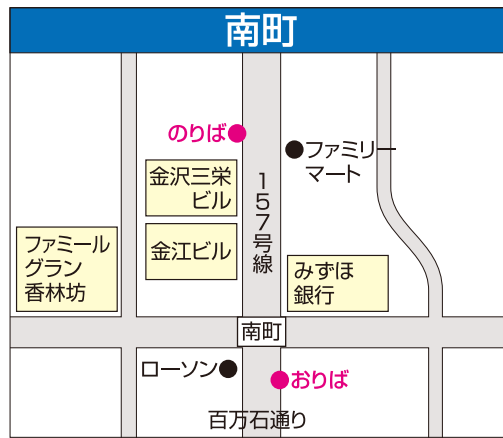 南町
のりば
ファミリー
マート
金沢三栄
ビル
157号線
ファミール
グラン
香林坊
金江ビル
みずほ
銀行
南町
ローソン
おりば
百万石通り